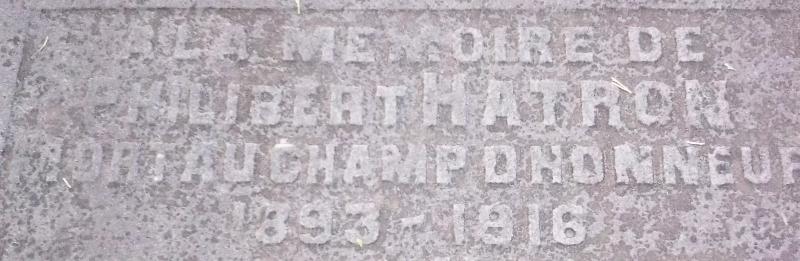 A LA MEMOIRE DE
PHILIBERT HATRON
MORT AU CHAMP D HONNEUR
1893 - 1916